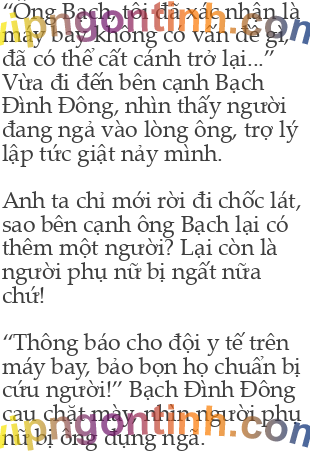 “Ông Bạch, tôi đã xác nhận là
máy bay không có vấn đề gì,
đã có thể cất cánh trở lại...”
Vừa đi đến bên cạnh Bạch
Đình Đông, nhìn thấy người
đang ngả vào lòng ông, trợ lý
lập tức giật nảy mình.
Anh ta chỉ mới rời đi chốc lát,
sao bên cạnh ông Bạch lại có
thêm một người? Lại còn là
người phụ nữ bị ngất nữa
chứ!
“Thông báo cho đội y tế trên
máy bay, bảo bọn họ chuẩn bị
cứu người!” Bạch Đình Đông
cau chặt mày, nhìn người phụ
nữ bị ông đụng ngã.
vipngontinh.com
vipngontinh.com